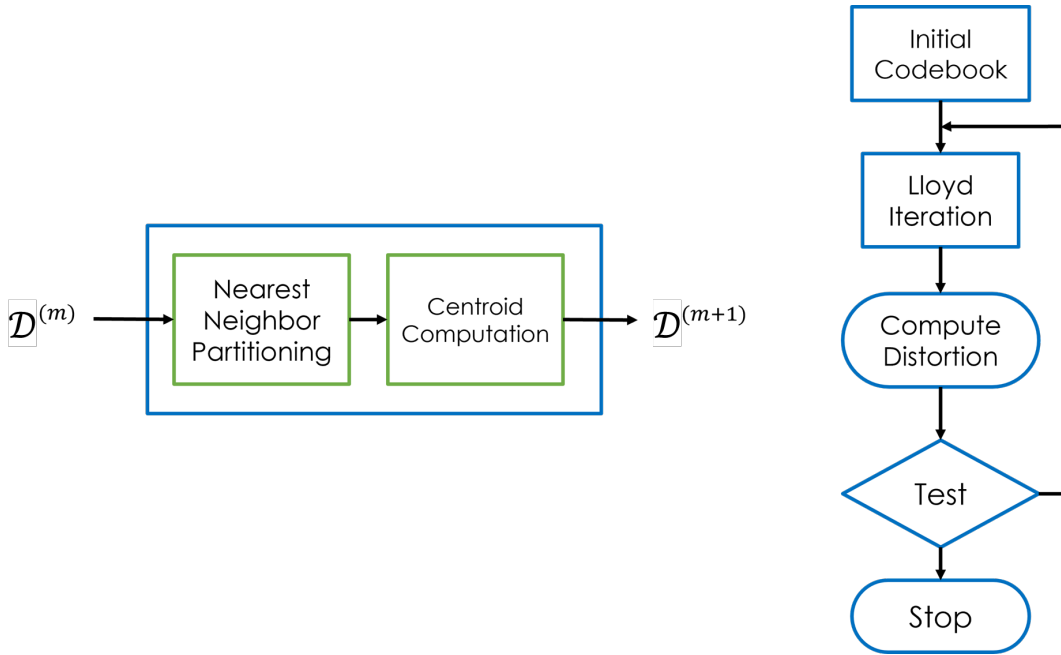 𝒟^(m)
Nearest
Neighbor
Partitioning
Centroid
Computation
𝒟^(m+1)
Initial
Codebook
Lloyd
Iteration
Compute
Distortion
Test
Stop